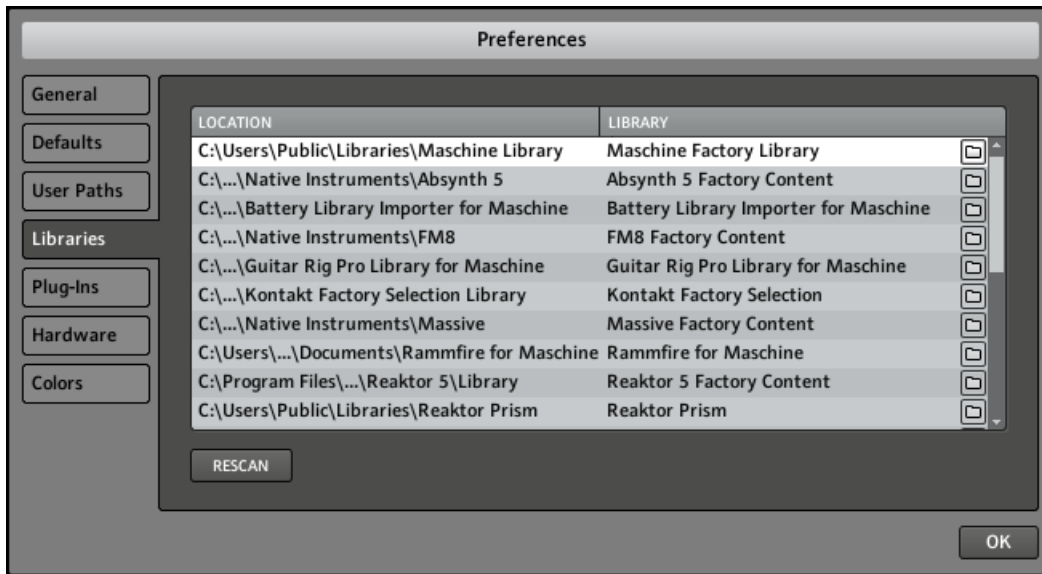 Preferences
General
Defaults
User Paths
Libraries
Plug-Ins
Hardware
Colors
LOCATION LIBRARY
C:\Users\Public\Libraries\Maschine Library Maschine Factory Library
C:\...\Native Instruments\Absynth 5 Absynth 5 Factory Content
C:\...\Battery Library Importer for Maschine Battery Library Importer for Maschine
C:\...\Native Instruments\FM8 FM8 Factory Content
C:\...\Guitar Rig Pro Library for Maschine Guitar Rig Pro Library for Maschine
C:\...\Kontakt Factory Selection Library Kontakt Factory Selection
C:\...\Native Instruments\Massive Massive Factory Content
C:\Users\...\Documents\Rammfire for Maschine Rammfire for Maschine
C:\Program Files\...\Reaktor 5\Library Reaktor 5 Factory Content
C:\Users\Public\Libraries\Reaktor Prism Reaktor Prism
RESCAN
OK